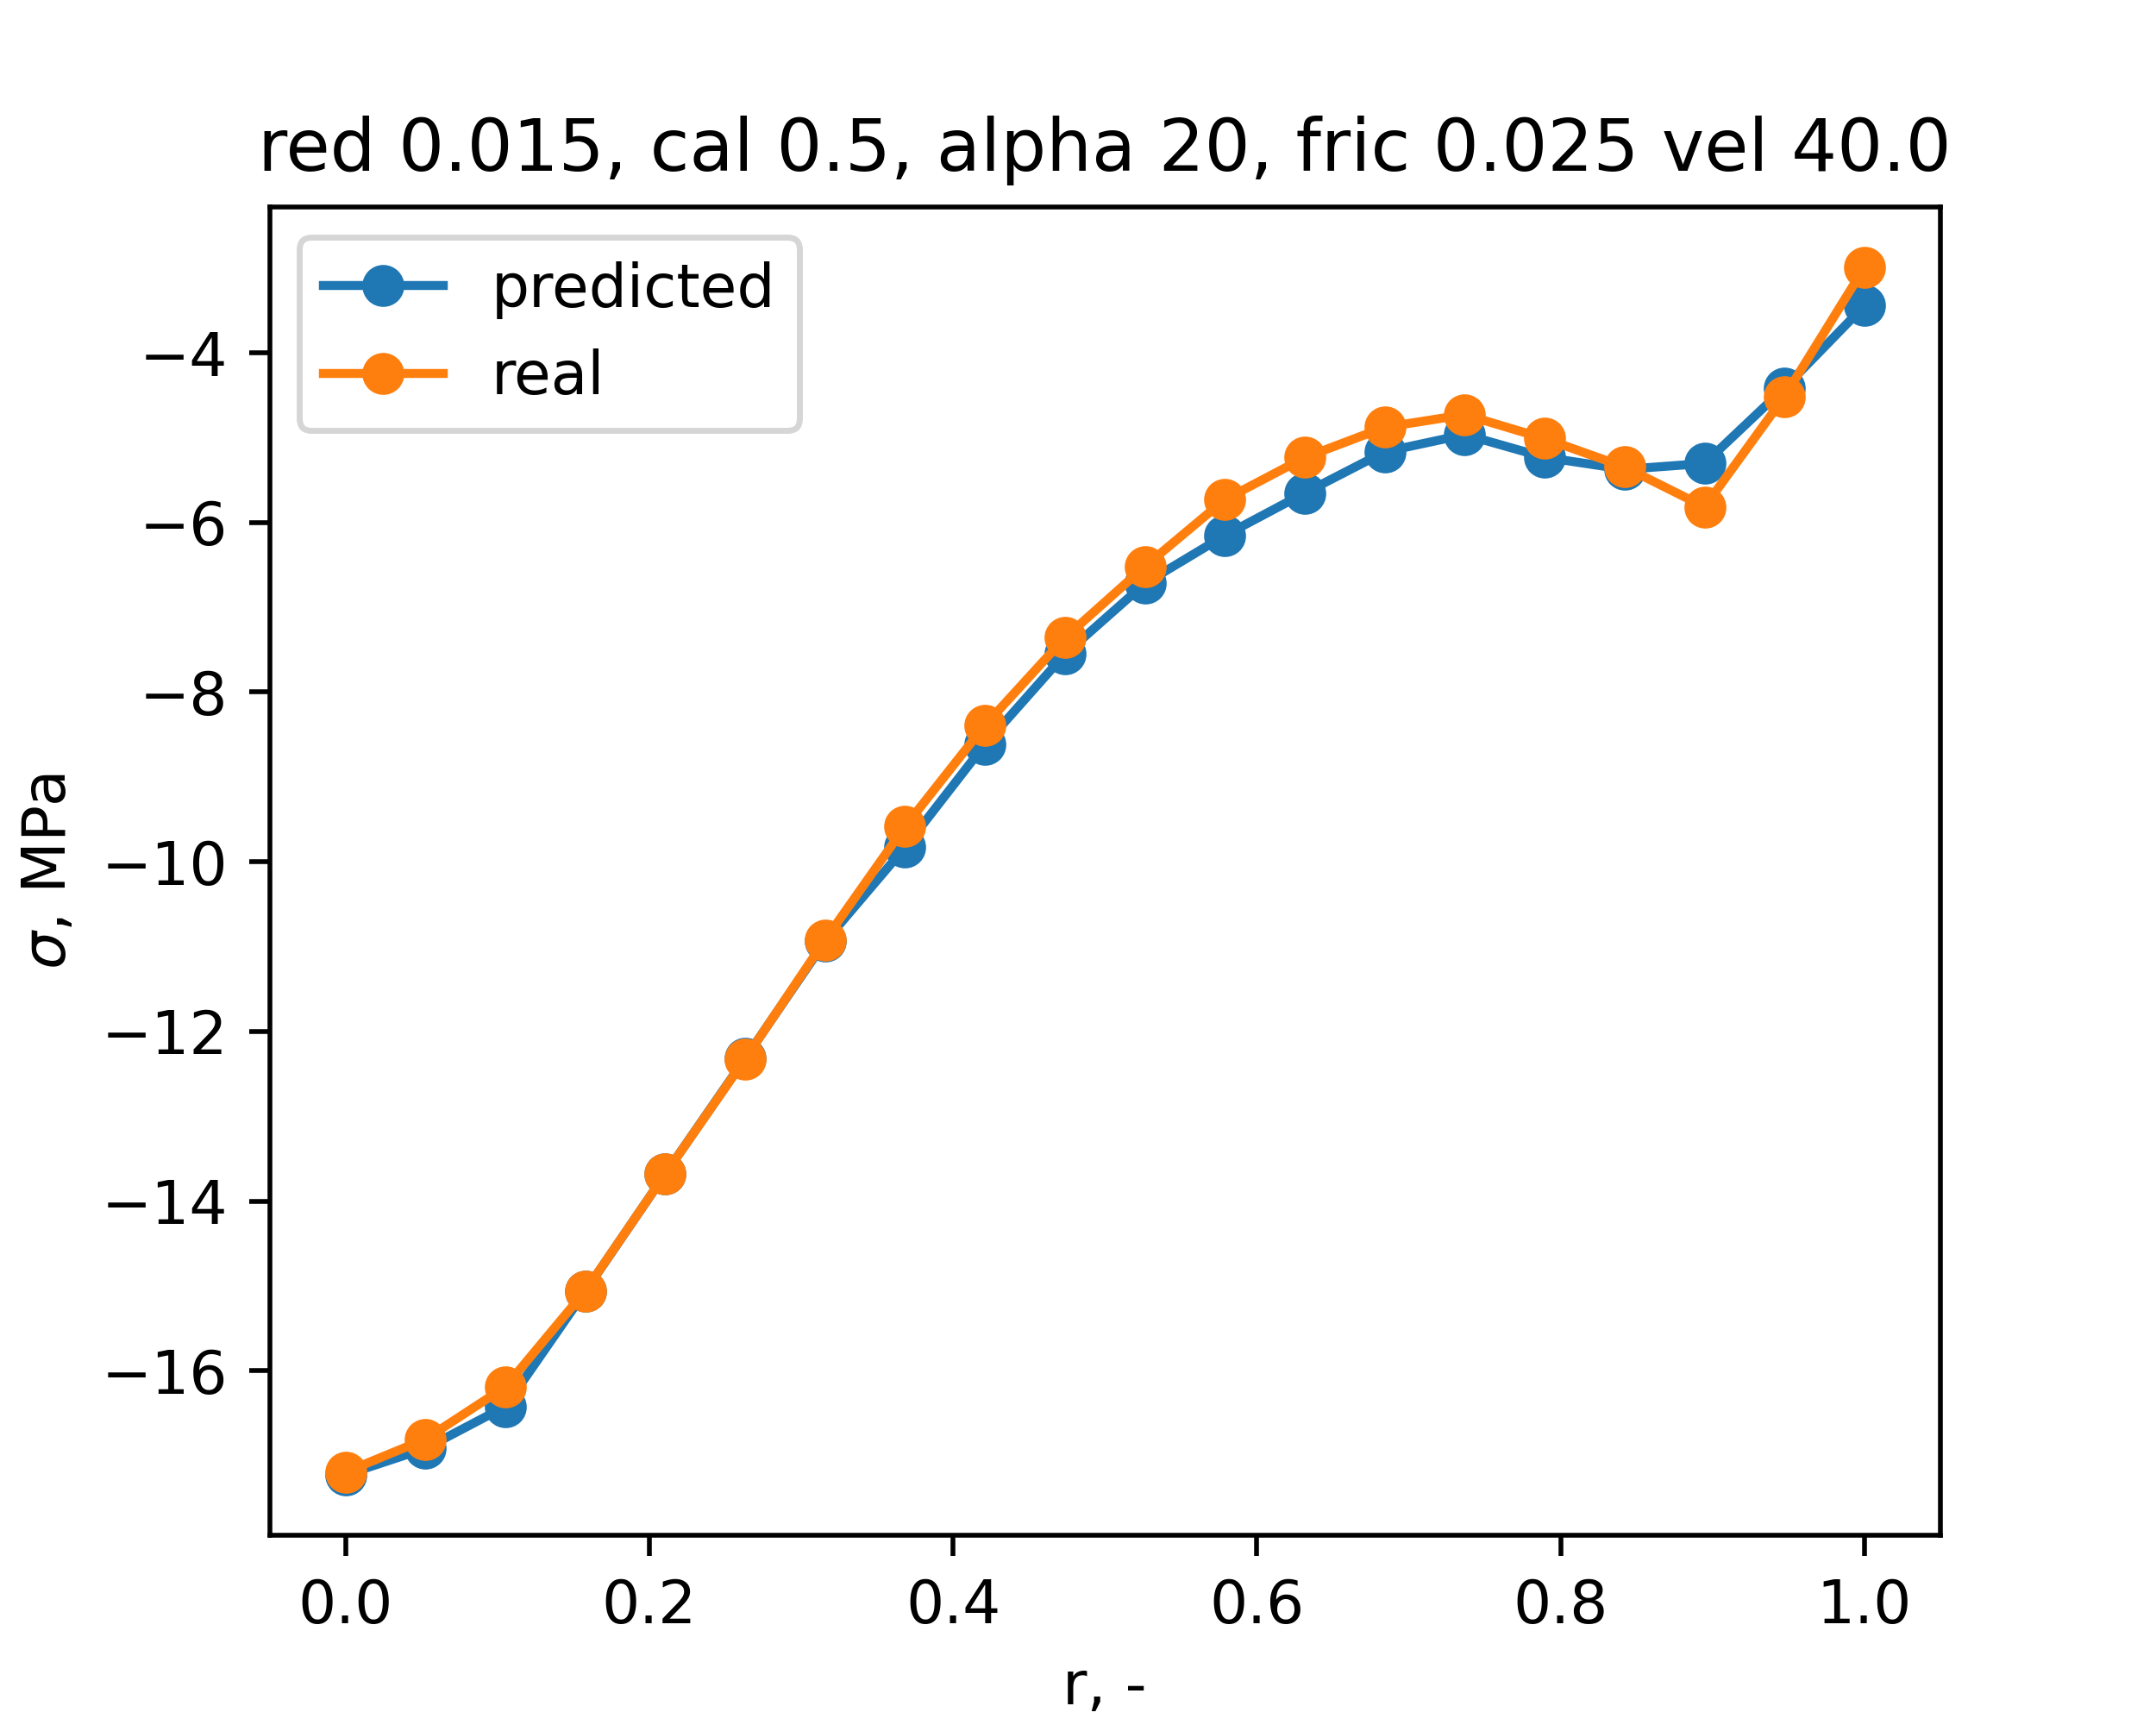 red 0.015, cal 0.5, alpha 20, fric 0.025 vel 40.0
predicted
real
−4
−6
−8
−10
−12
−14
−16
σ, MPa
0.0 0.2 0.4 0.6 0.8 1.0
r, -